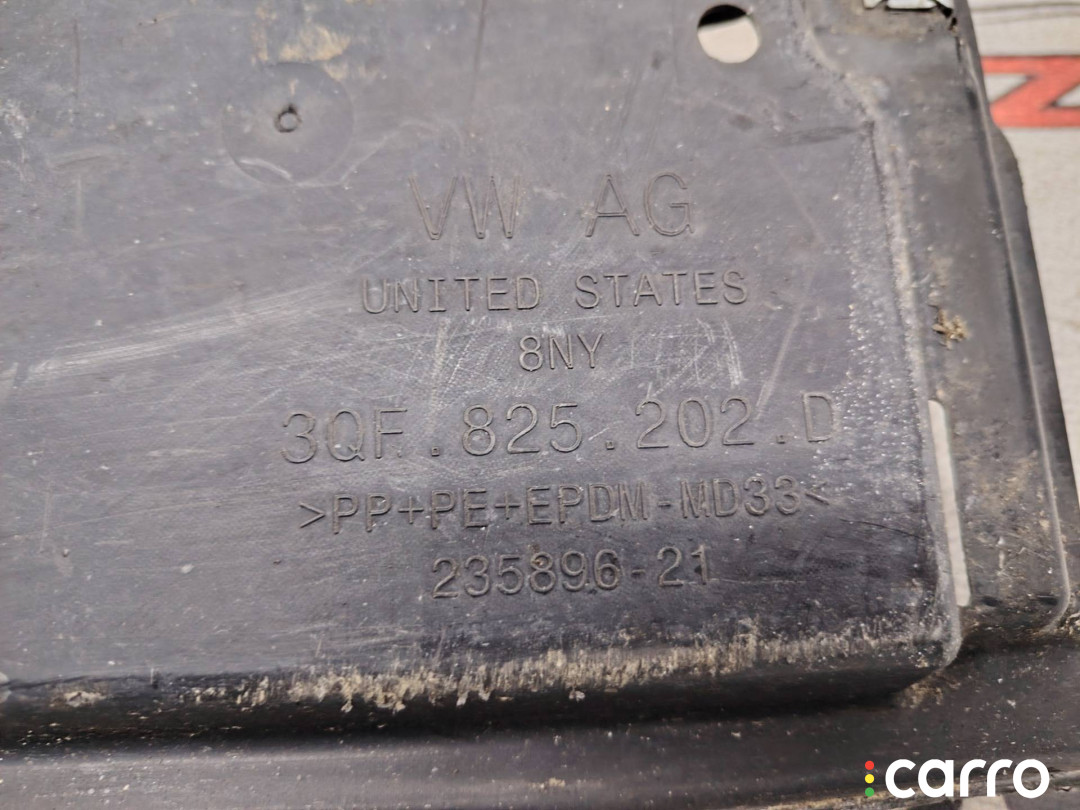 VW AG
UNITED STATES
8NY
3QF.825.202.D
>PP+PE+EPDM-MD33<
235896-21
carro